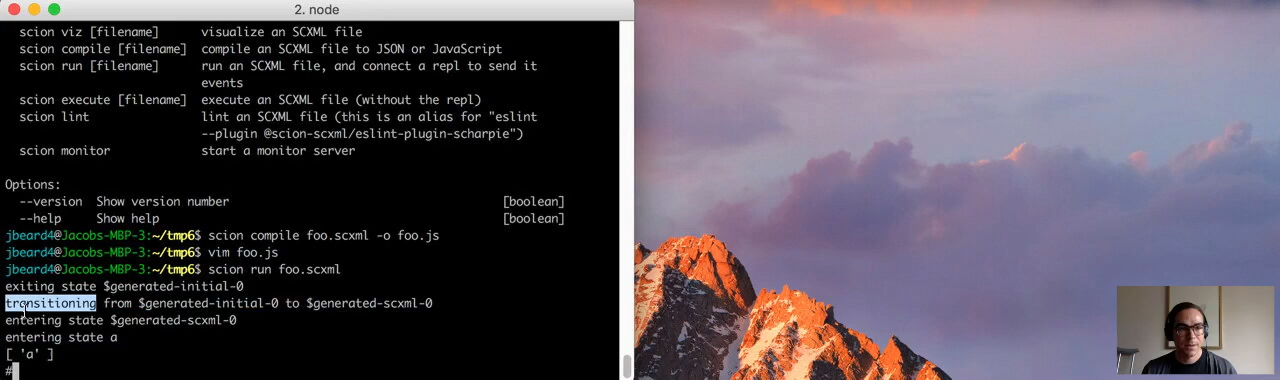 2. node
scion viz [filename] visualize an SCXML file
scion compile [filename] compile an SCXML file to JSON or JavaScript
scion run [filename] run an SCXML file, and connect a repl to send it
events
scion execute [filename] execute an SCXML file (without the repl)
scion lint lint an SCXML file (this is an alias for "eslint
--plugin @scion-scxml/eslint-plugin-scharpie")
scion monitor start a monitor server
Options:
--version Show version number [boolean]
--help Show help [boolean]
jbeard4@Jacobs-MBP-3:~/tmp6$ scion compile foo.scxml -o foo.js
jbeard4@Jacobs-MBP-3:~/tmp6$ vim foo.js
jbeard4@Jacobs-MBP-3:~/tmp6$ scion run foo.scxml
exiting state $generated-initial-0
transitioning from $generated-initial-0 to $generated-scxml-0
entering state $generated-scxml-0
entering state a
[ 'a' ]
#